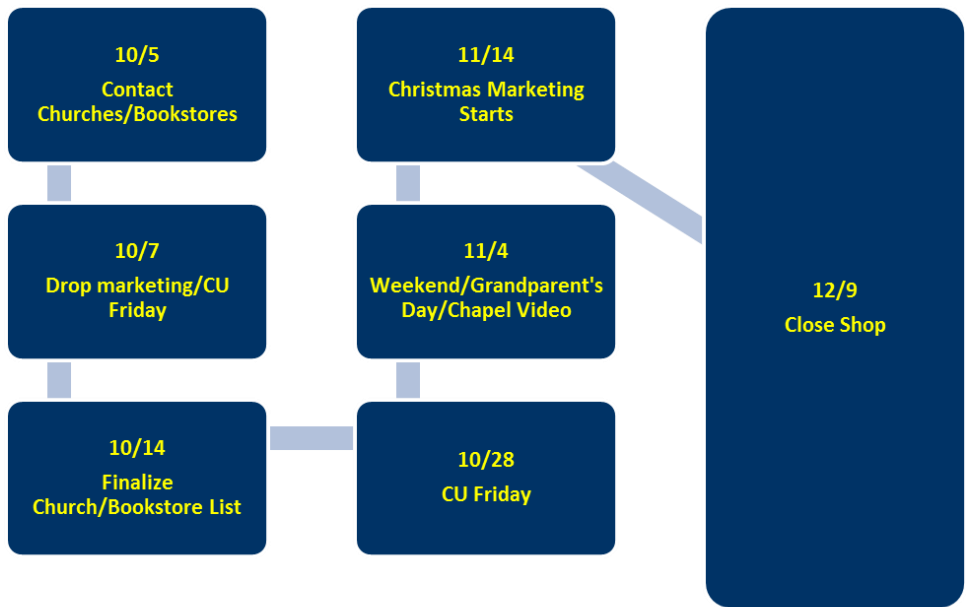 10/5
Contact
Churches/Bookstores
10/7
Drop marketing/CU
Friday
10/14
Finalize
Church/Bookstore List
10/28
CU Friday
11/4
Weekend/Grandparent's
Day/Chapel Video
11/14
Christmas Marketing
Starts
12/9
Close Shop